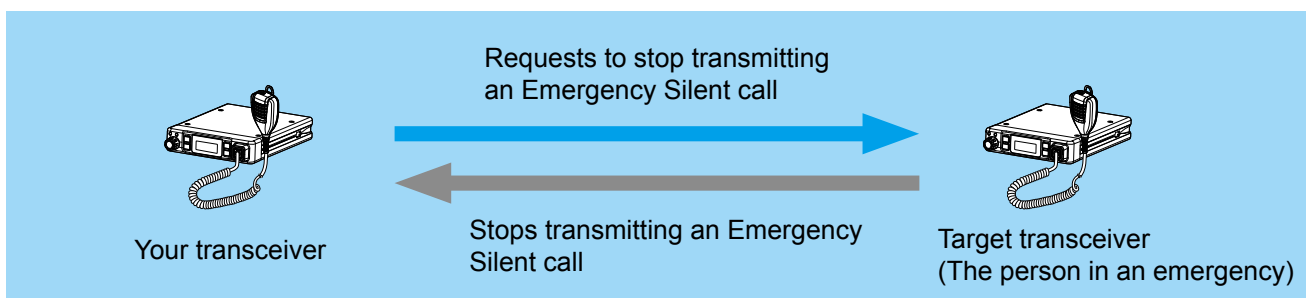 Requests to stop transmitting
an Emergency Silent call
Your transceiver
Stops transmitting an Emergency
Silent call
Target transceiver
(The person in an emergency)